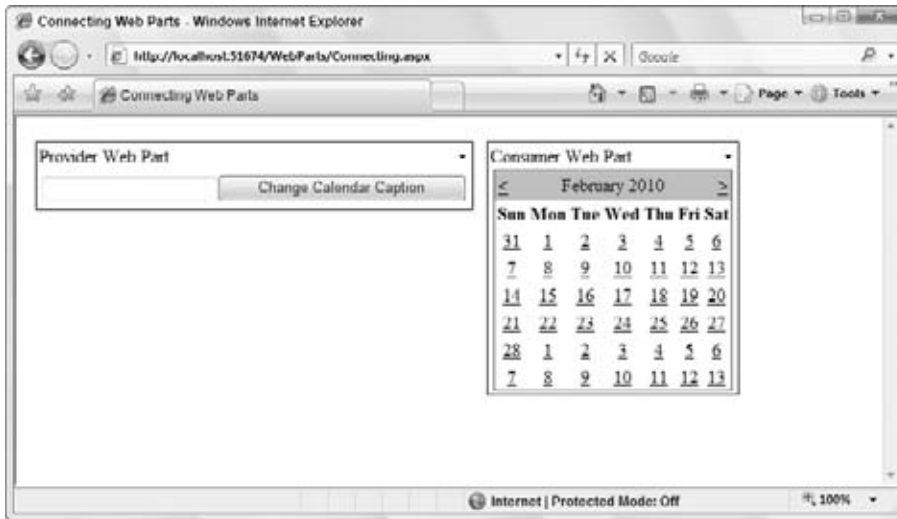 Connecting Web Parts - Windows Internet Explorer
http://localhost:51674/WebParts/Connecting.aspx
Google
Connecting Web Parts
Page
Tools
Provider Web Part
Change Calendar Caption
Consumer Web Part
< February 2010 >
Sun Mon Tue Wed Thu Fri Sat
31 1 2 3 4 5 6
7 8 9 10 11 12 13
14 15 16 17 18 19 20
21 22 23 24 25 26 27
28 1 2 3 4 5 6
7 8 9 10 11 12 13
Internet | Protected Mode: Off
100%